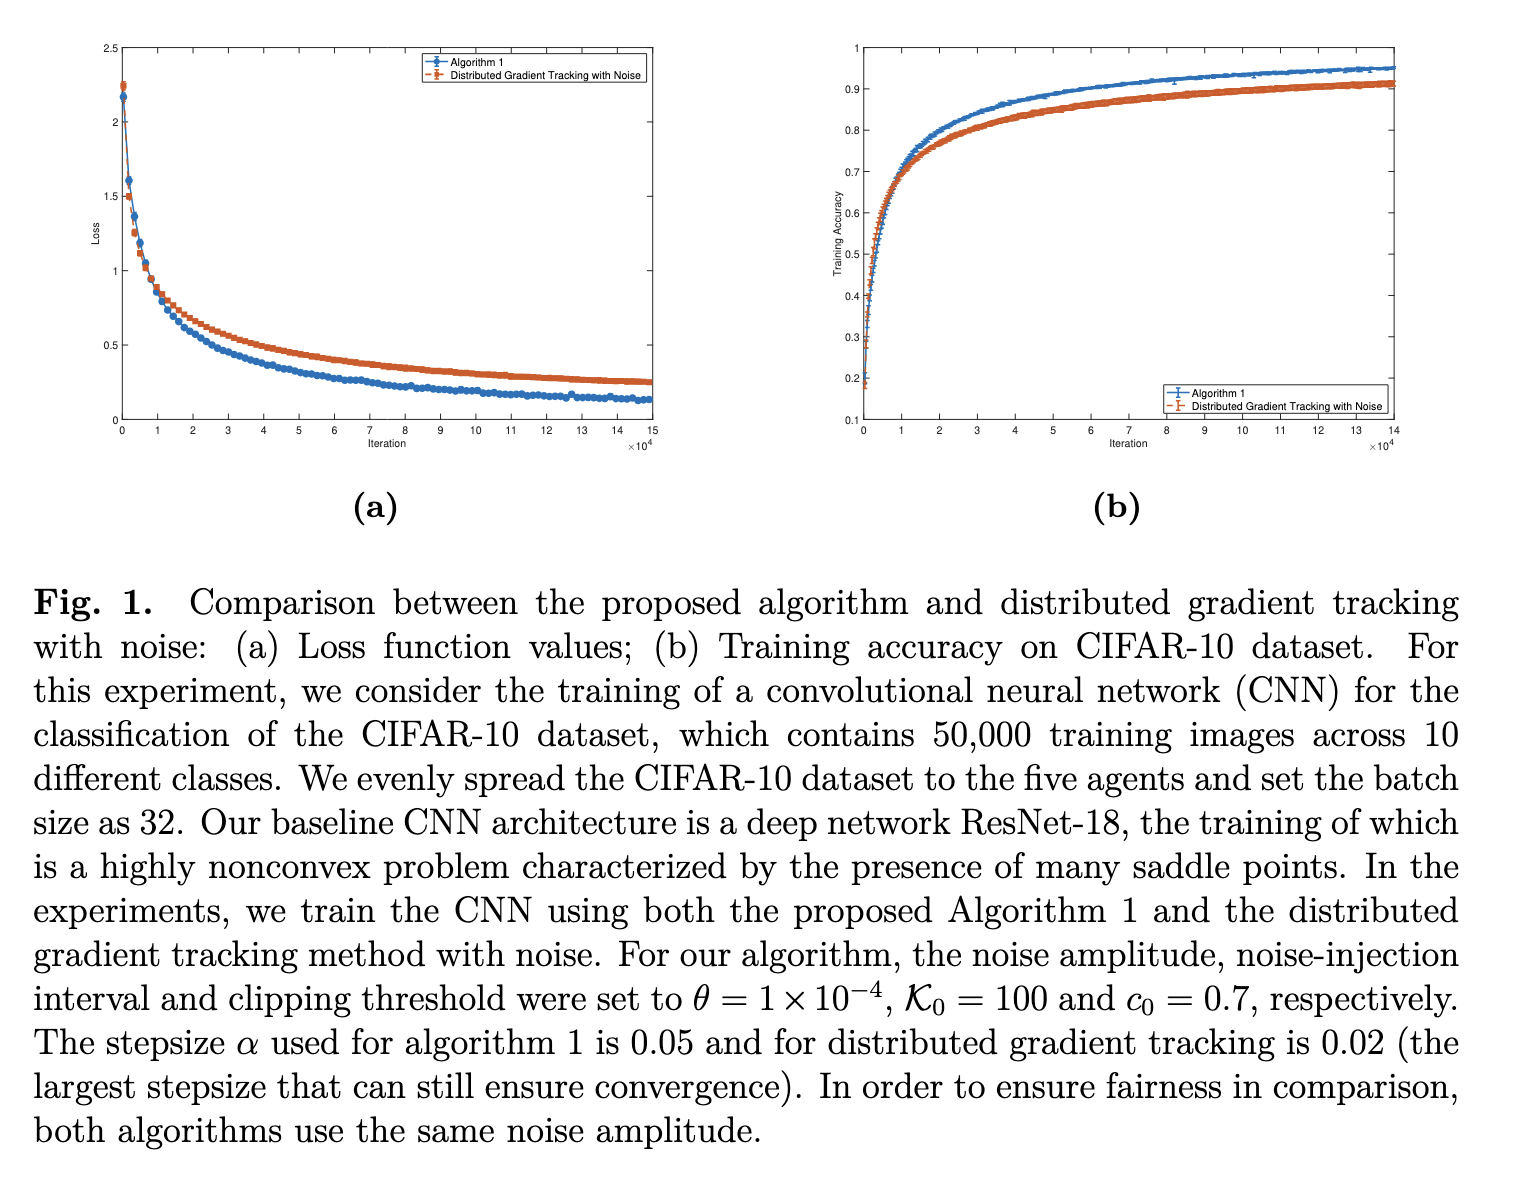 2.5
2
1.5
1
0.5
0
Loss
0 1 2 3 4 5 6 7 8 9 10 11 12 13 14 15
Iteration
×10⁴
Algorithm 1
Distributed Gradient Tracking with Noise
(a)
1
0.9
0.8
0.7
0.6
0.5
0.4
0.3
0.2
0.1
Training Accuracy
0 1 2 3 4 5 6 7 8 9 10 11 12 13 14
Iteration
×10⁴
Algorithm 1
Distributed Gradient Tracking with Noise
(b)
Fig. 1. Comparison between the proposed algorithm and distributed gradient tracking
with noise: (a) Loss function values; (b) Training accuracy on CIFAR-10 dataset. For
this experiment, we consider the training of a convolutional neural network (CNN) for the
classification of the CIFAR-10 dataset, which contains 50,000 training images across 10
different classes. We evenly spread the CIFAR-10 dataset to the five agents and set the batch
size as 32. Our baseline CNN architecture is a deep network ResNet-18, the training of which
is a highly nonconvex problem characterized by the presence of many saddle points. In the
experiments, we train the CNN using both the proposed Algorithm 1 and the distributed
gradient tracking method with noise. For our algorithm, the noise amplitude, noise-injection
interval and clipping threshold were set to θ = 1 × 10⁻⁴, 𝒦₀ = 100 and c₀ = 0.7, respectively.
The stepsize α used for algorithm 1 is 0.05 and for distributed gradient tracking is 0.02 (the
largest stepsize that can still ensure convergence). In order to ensure fairness in comparison,
both algorithms use the same noise amplitude.